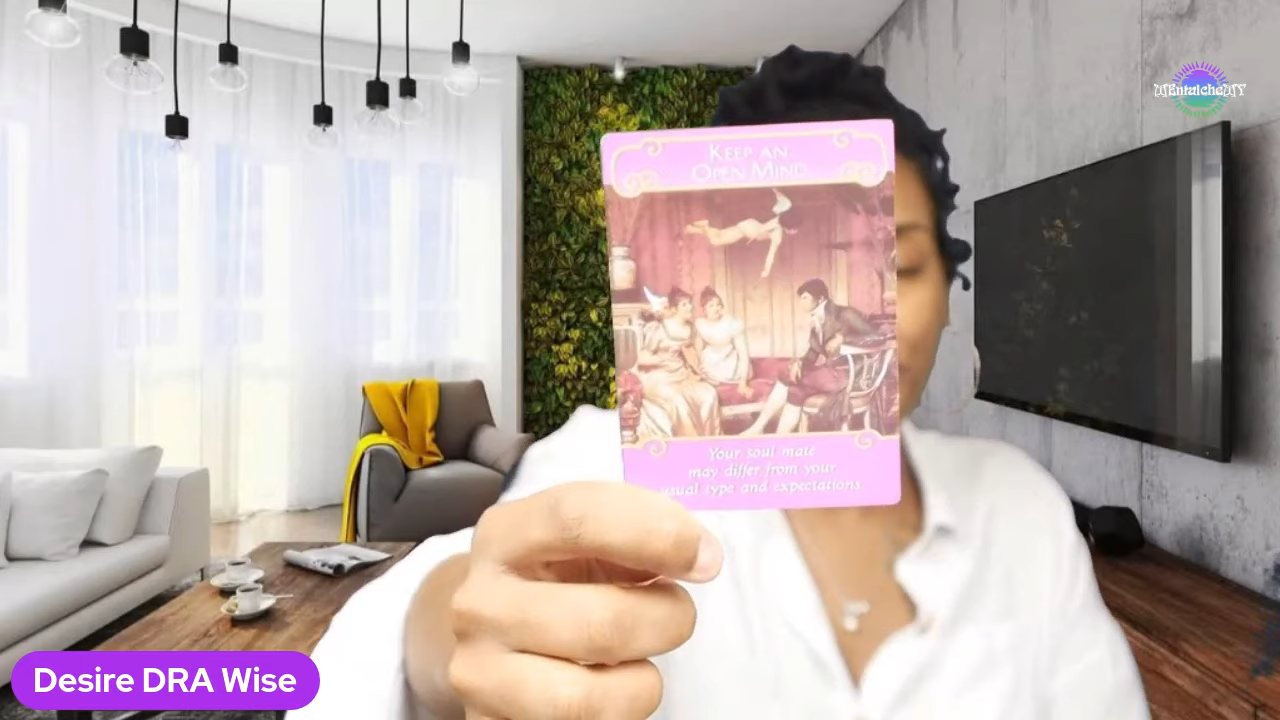 KEEP AN
OPEN MIND
Your soul mate
may differ from your
usual type and expectations
Desire DRA Wise